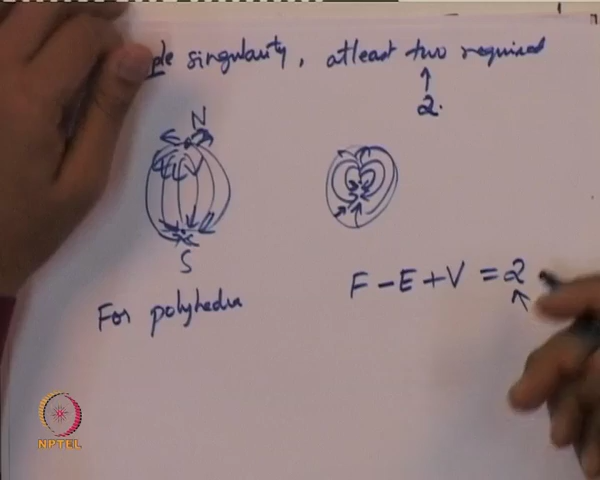 singularity, atleast two required
2.
N
S
F - E + V = 2
For polyhedra
NPTEL